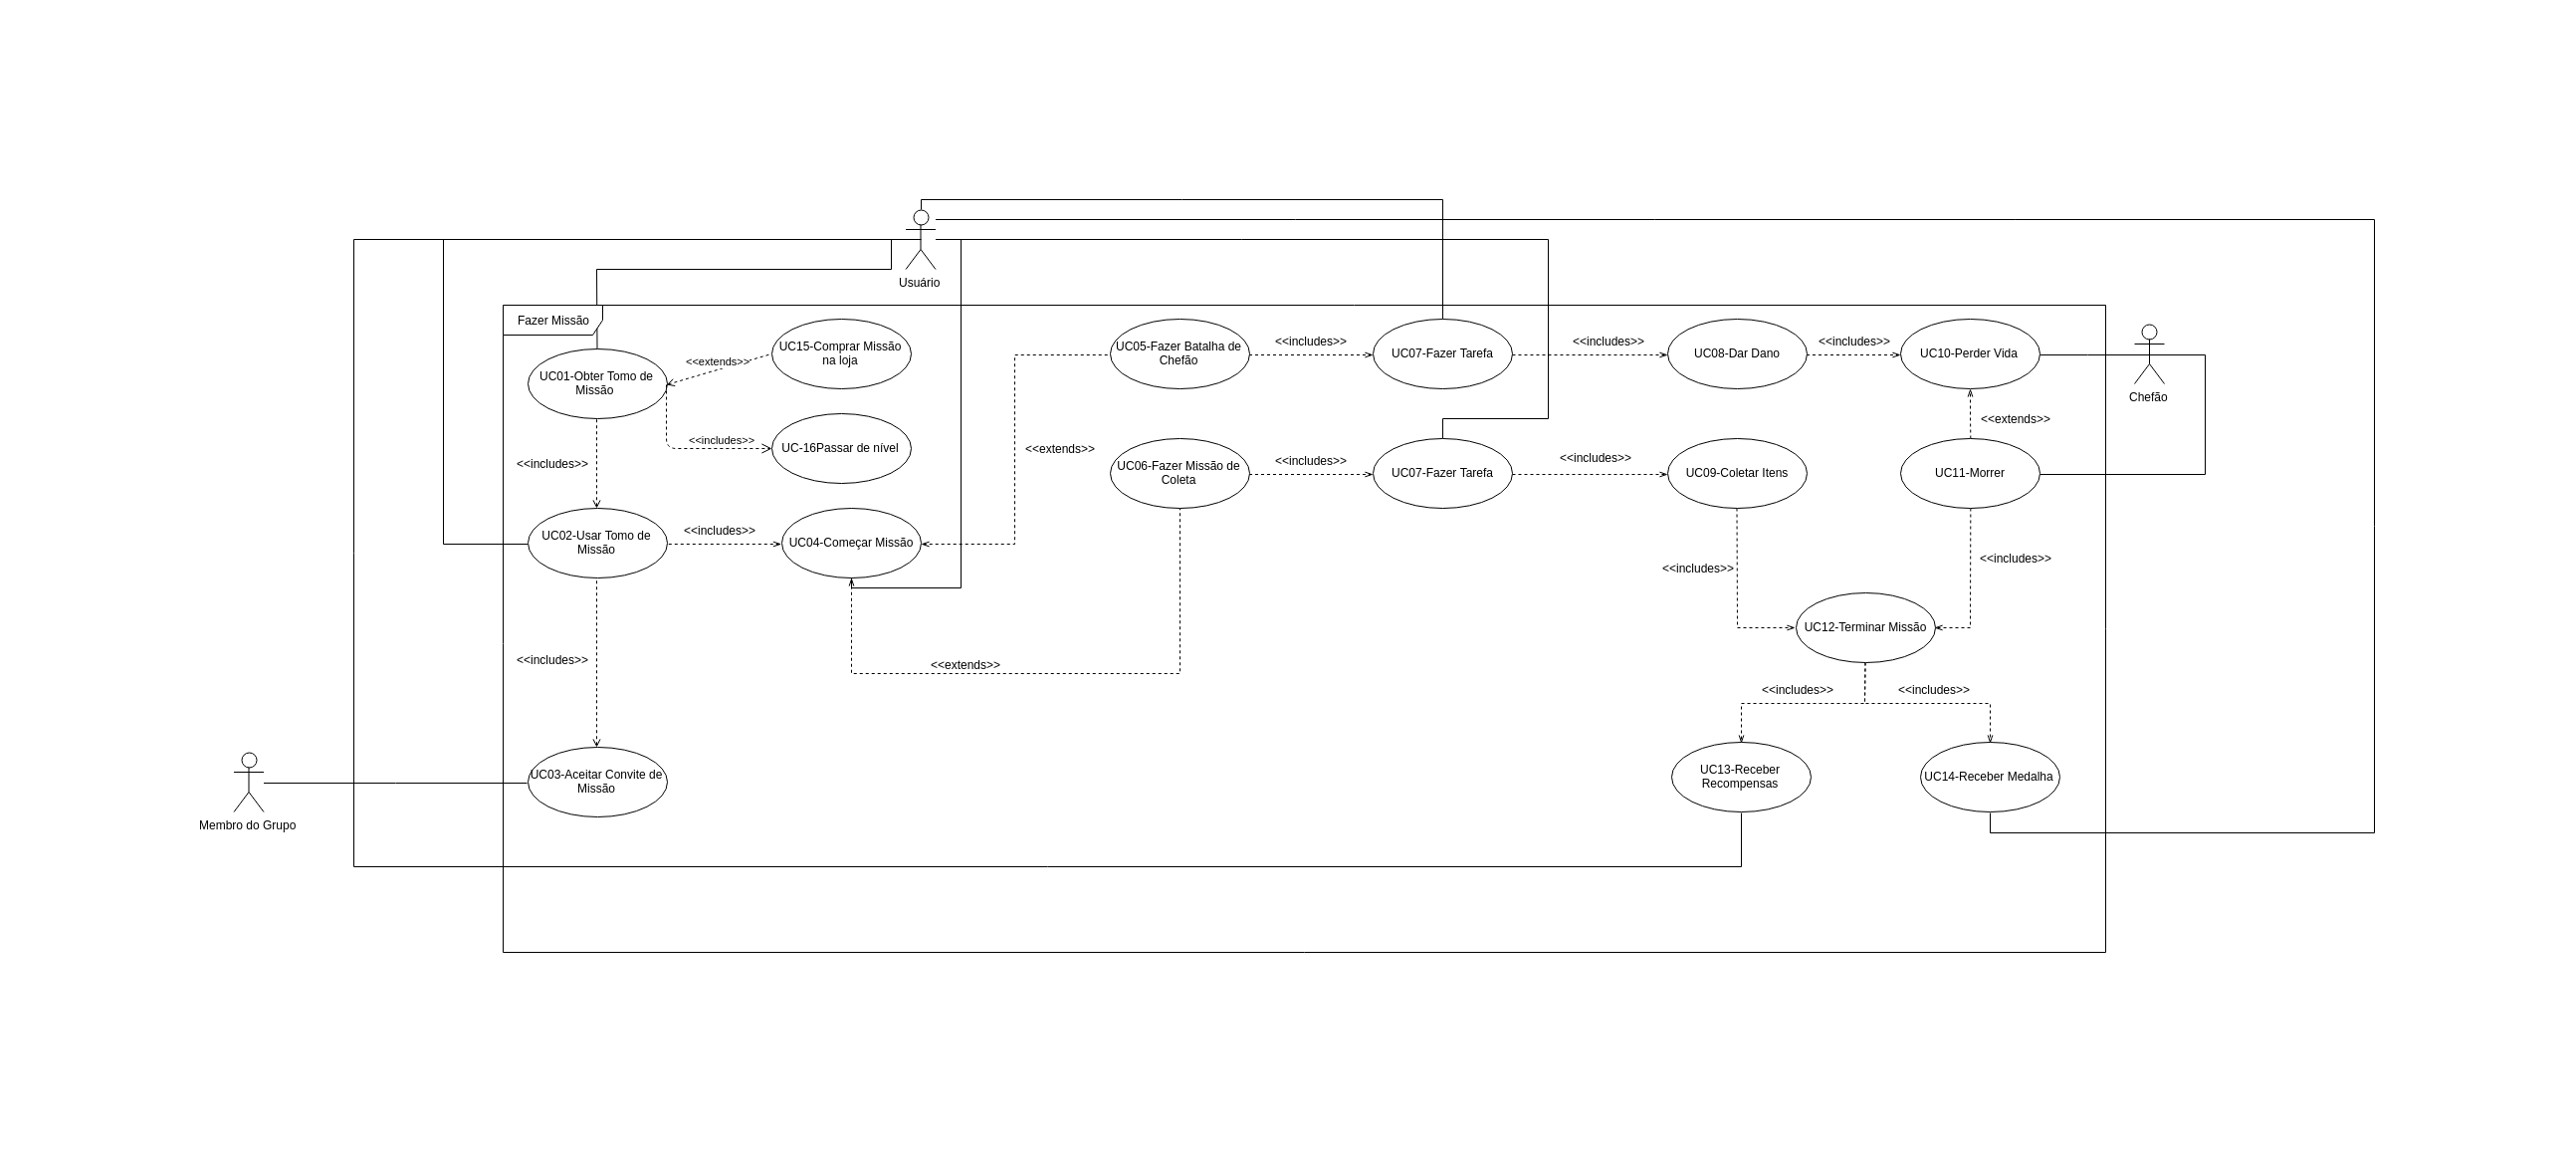 Usuário
Fazer Missão
UC15-Comprar Missão
na loja
<<extends>>
UC01-Obter Tomo de
Missão
<<includes>>
UC-16Passar de nível
<<includes>>
UC02-Usar Tomo de
Missão
<<includes>>
UC04-Começar Missão
<<includes>>
UC03-Aceitar Convite de
Missão
Membro do Grupo
<<extends>>
<<extends>>
UC05-Fazer Batalha de
Chefão
<<includes>>
UC07-Fazer Tarefa
<<includes>>
UC08-Dar Dano
<<includes>>
UC10-Perder Vida
Chefão
<<extends>>
UC06-Fazer Missão de
Coleta
<<includes>>
UC07-Fazer Tarefa
<<includes>>
UC09-Coletar Itens
UC11-Morrer
<<includes>>
<<includes>>
UC12-Terminar Missão
<<includes>>
<<includes>>
UC13-Receber
Recompensas
UC14-Receber Medalha